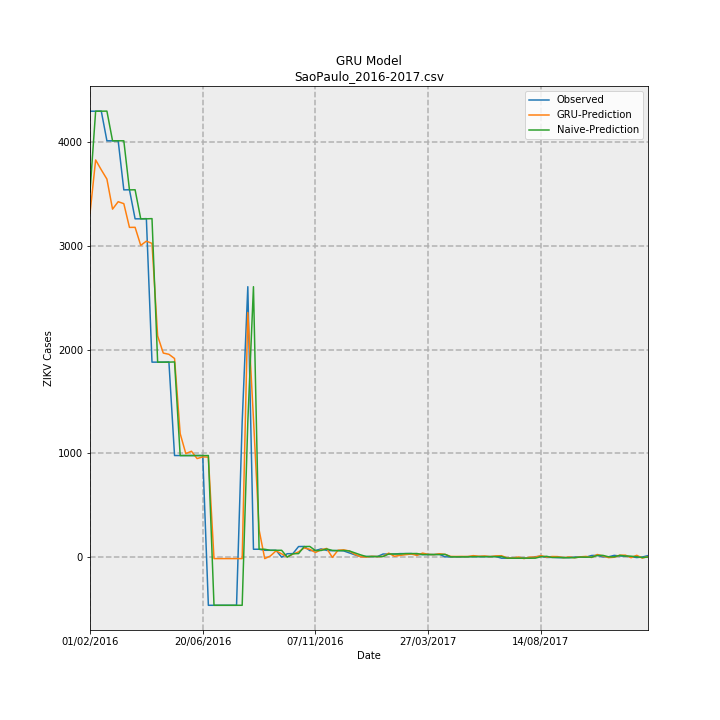 GRU Model
SaoPaulo_2016-2017.csv
Observed
GRU-Prediction
Naive-Prediction
ZIKV Cases
4000
3000
2000
1000
0
01/02/2016 20/06/2016 07/11/2016 27/03/2017 14/08/2017
Date